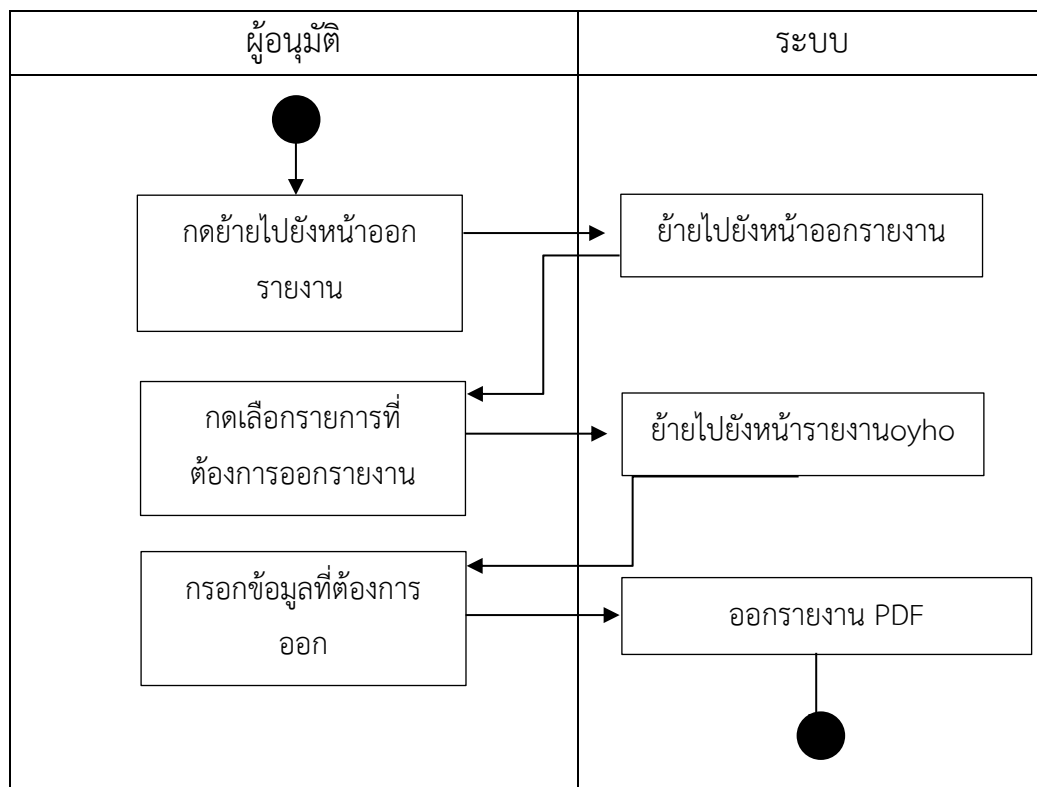 ผู้อนุมัติ
ระบบ
กดย้ายไปยังหน้าออก
รายงาน
ย้ายไปยังหน้าออกรายงาน
กดเลือกรายการที่
ต้องการออกรายงาน
ย้ายไปยังหน้ารายงานoyho
กรอกข้อมูลที่ต้องการ
ออก
ออกรายงาน PDF